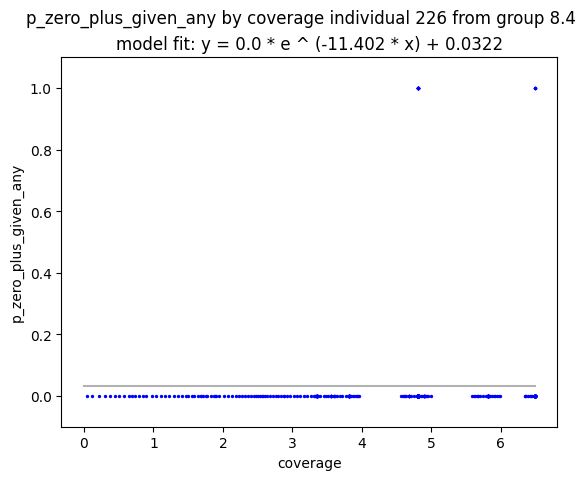 p_zero_plus_given_any by coverage individual 226 from group 8.4
model fit: y = 0.0 * e ^ (-11.402 * x) + 0.0322
1.0
0.8
0.6
0.4
0.2
0.0
p_zero_plus_given_any
0 1 2 3 4 5 6
coverage